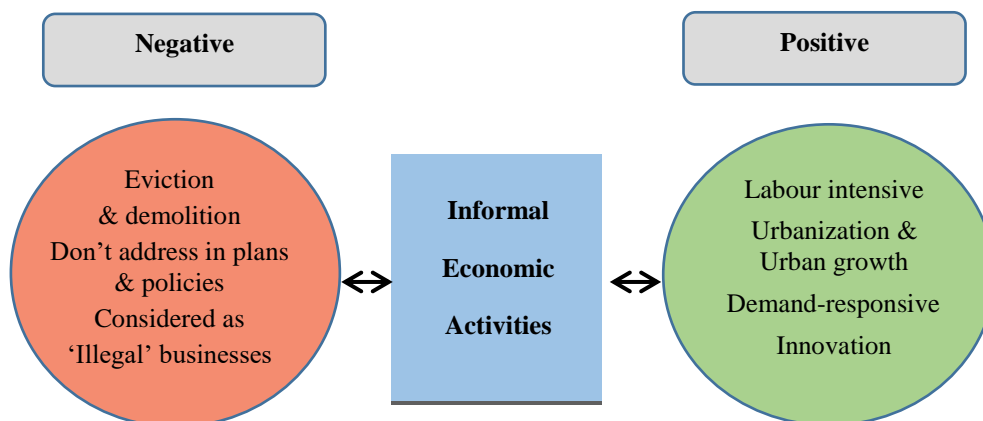 Negative
Positive
Eviction
& demolition
Don’t address in plans
& policies
Considered as
‘Illegal’ businesses
Informal
Economic
Activities
Labour intensive
Urbanization &
Urban growth
Demand-responsive
Innovation